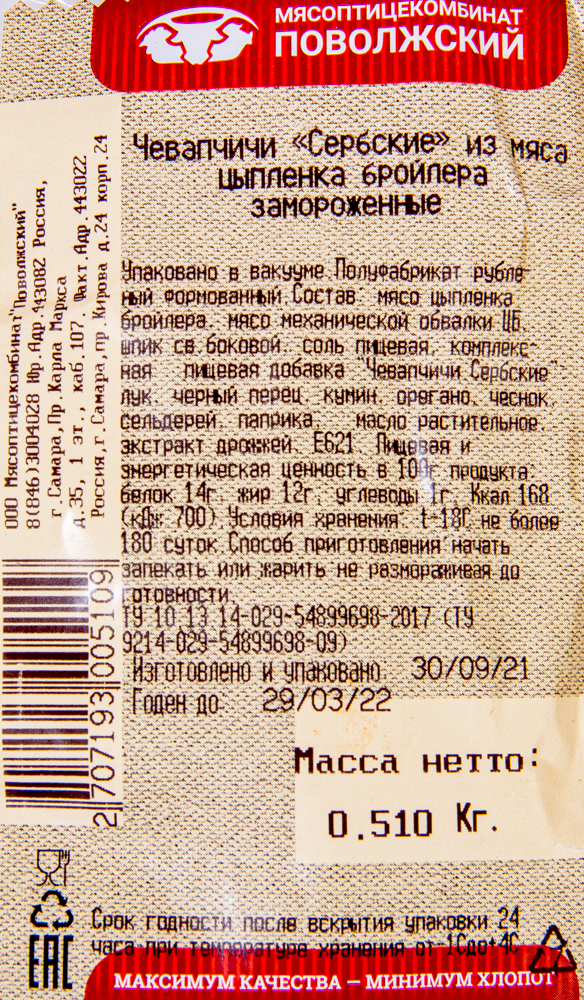 МЯСОПТИЦЕКОМБИНАТ
ПОВОЛЖСКИЙ
Чевапчичи «Сербские» из мяса
цыпленка бройлера
замороженные
Упаковано в вакууме.Полуфабрикат рубле
ный формованный.Состав: мясо цыпленка
бройлера, мясо механической обвалки ЦБ,
шпик св.боковой, соль пищевая, комплекс-
ная пищевая добавка "Чевапчичи Сербские"
лук, черный перец, кумин, орегано, чеснок,
сельдерей, паприка, масло растительное,
экстракт дрожжей, Е621. Пищевая и
энергетическая ценность в 100г продукта:
белок 14г, жир 12г, углеводы 1г, Ккал 168
(кДж 700).Условия хранения: t-18С не более
180 суток.Способ приготовления:начать
запекать или жарить не размораживая до
готовности.
ТУ 10.13.14-029-54899698-2017 (ТУ
9214-029-54899698-09)
Изготовлено и упаковано 30/09/21
Годен до 29/03/22
Масса нетто:
0.510 Кг.
ООО Мясоптицекомбинат"Поволжский"
8(846)3004028 Юр.Адр.443082 Россия,
г.Самара,Пр.Карла Маркса
д.35, 1 эт., каб.107. Факт.Адр.443022
Россия,г.Самара,пр.Кирова д.24 корп.24
2 707193 005109
Срок годности после вскрытия упаковки 24
часа при температуре хранения от-1Сдо+4С
EAC
МАКСИМУМ КАЧЕСТВА – МИНИМУМ ХЛОПОТ